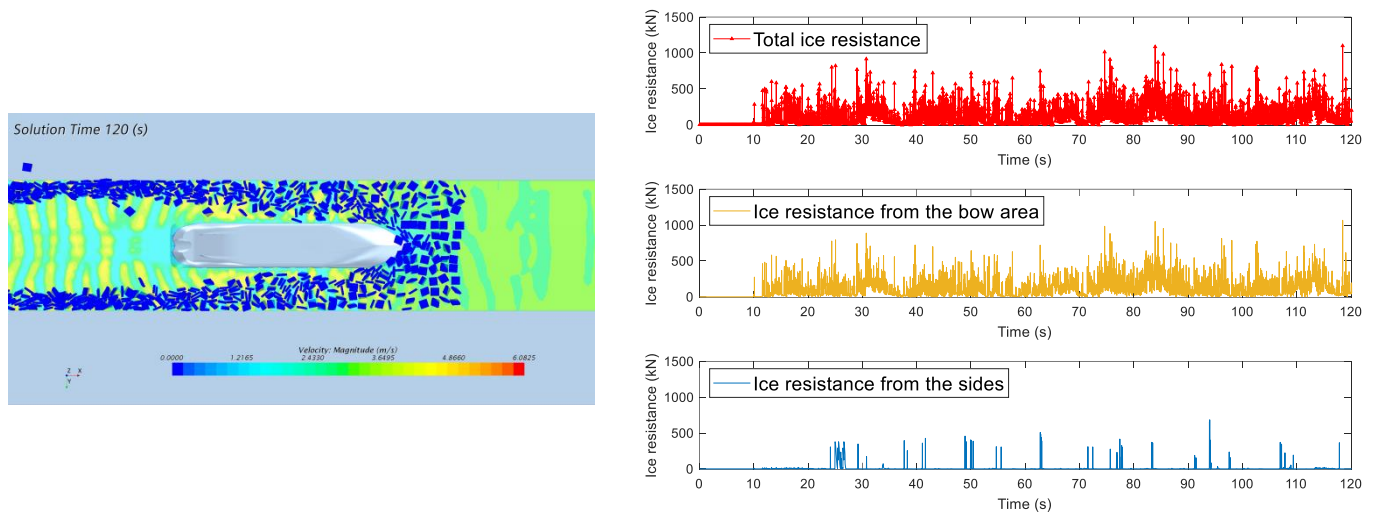 Solution Time 120 (s)
Velocity: Magnitude (m/s)
0.0000 1.2165 2.4330 3.6495 4.8660 6.0825
Z X
Y
Ice resistance (kN)
1500
1000
500
0
Total ice resistance
0 10 20 30 40 50 60 70 80 90 100 110 120
Time (s)
Ice resistance (kN)
1500
1000
500
0
Ice resistance from the bow area
0 10 20 30 40 50 60 70 80 90 100 110 120
Time (s)
Ice resistance (kN)
1500
1000
500
0
Ice resistance from the sides
0 10 20 30 40 50 60 70 80 90 100 110 120
Time (s)